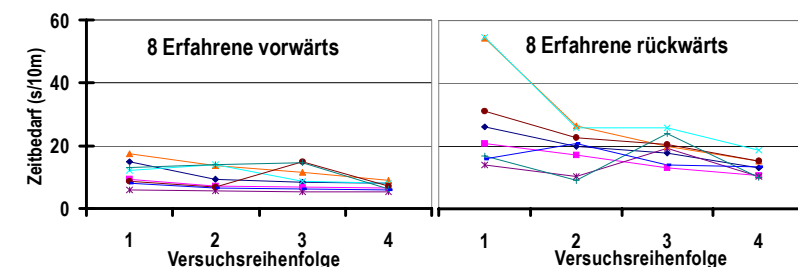 60
40
20
0
Zeitbedarf (s/10m)
8 Erfahrene vorwärts
1 2 3 4
Versuchsreihenfolge
8 Erfahrene rückwärts
1 2 3 4
Versuchsreihenfolge